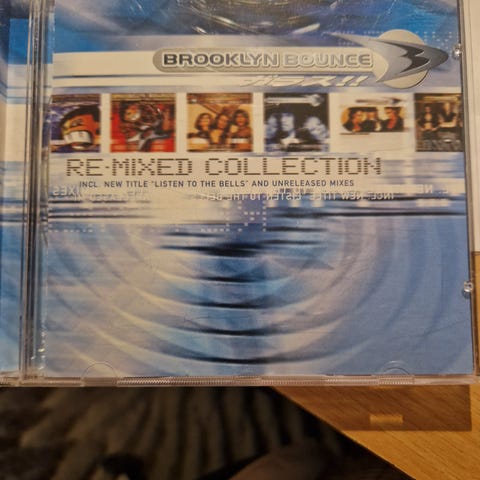 BROOKLYN BOUNCE
RE-MIXED COLLECTION
INCL. NEW TITLE "LISTEN TO THE BELLS" AND UNRELEASED MIXES